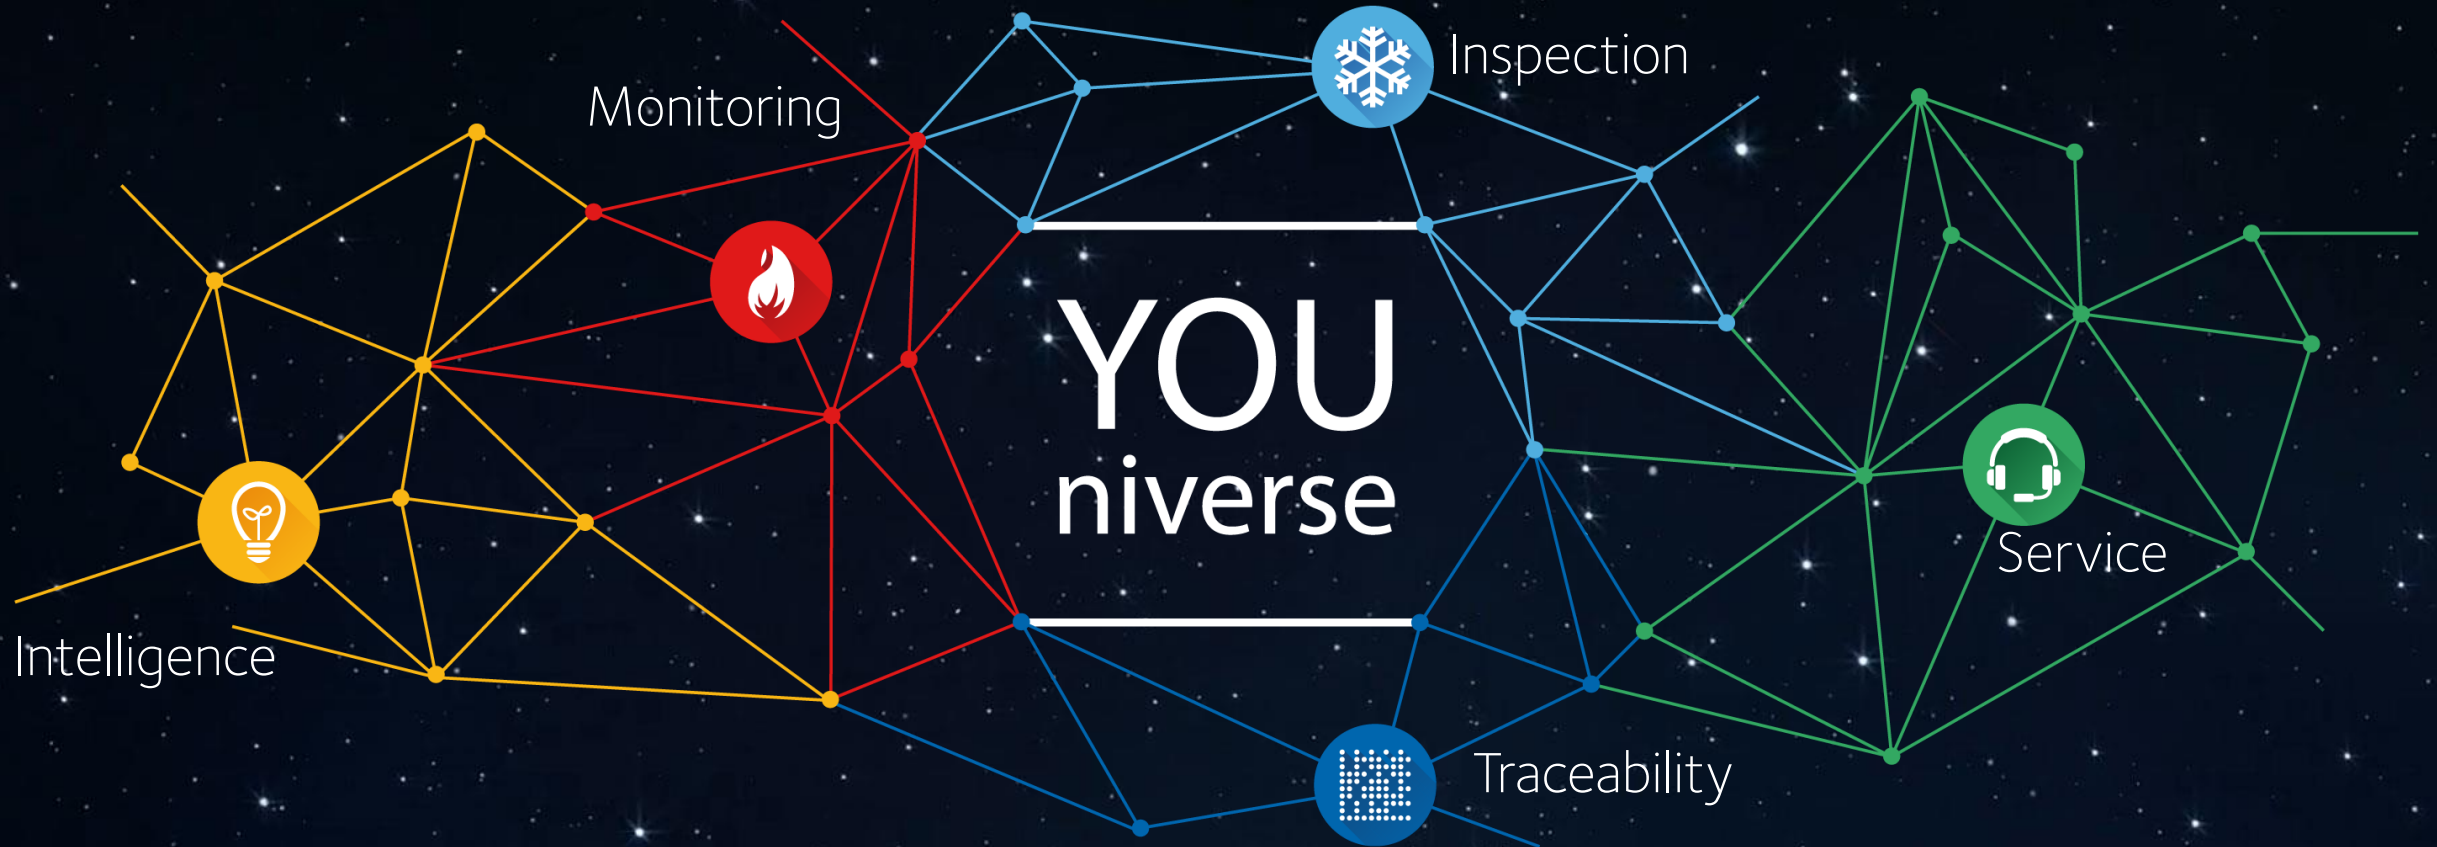 Inspection
Monitoring
YOU
niverse
Service
Intelligence
Traceability